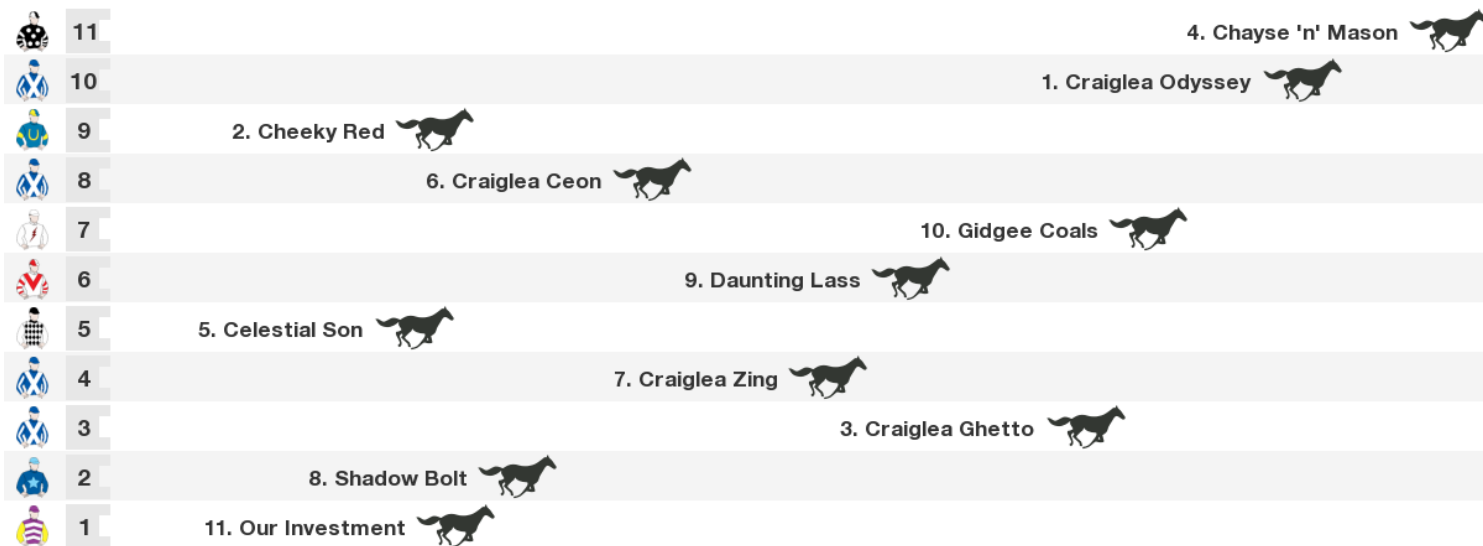 11 4. Chayse 'n' Mason
10 1. Craiglea Odyssey
9 2. Cheeky Red
8 6. Craiglea Ceon
7 10. Gidgee Coals
6 9. Daunting Lass
5 5. Celestial Son
4 7. Craiglea Zing
3 3. Craiglea Ghetto
2 8. Shadow Bolt
1 11. Our Investment